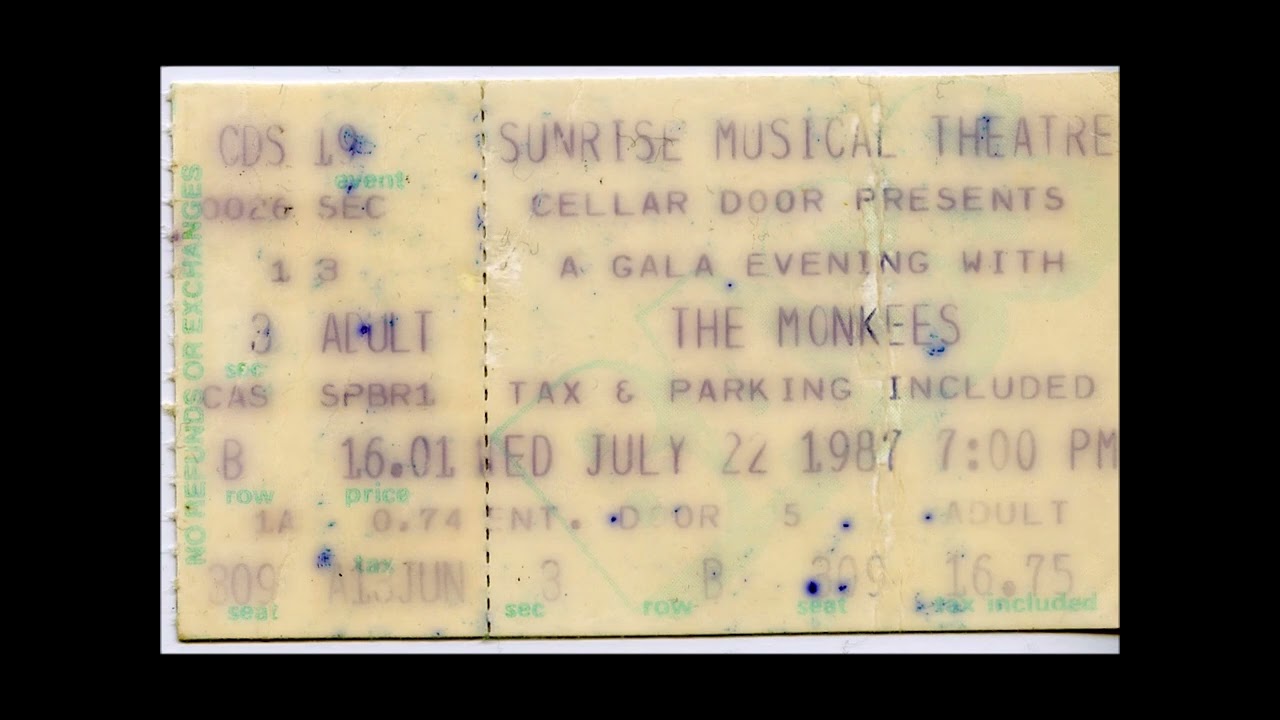 NO REFUNDS OR EXCHANGES
CDS 19
event
0026 SEC
1 3
3 ADULT
sec
CAS SPBR1
B 16.01
row price
1A 0.74
tax
309 A13JUN
seat
SUNRISE MUSICAL THEATRE
CELLAR DOOR PRESENTS
A GALA EVENING WITH
THE MONKEES
TAX & PARKING INCLUDED
WED JULY 22 1987 7:00 PM
ENT. DOOR 5 ADULT
3 B 309 16.75
sec row seat tax included